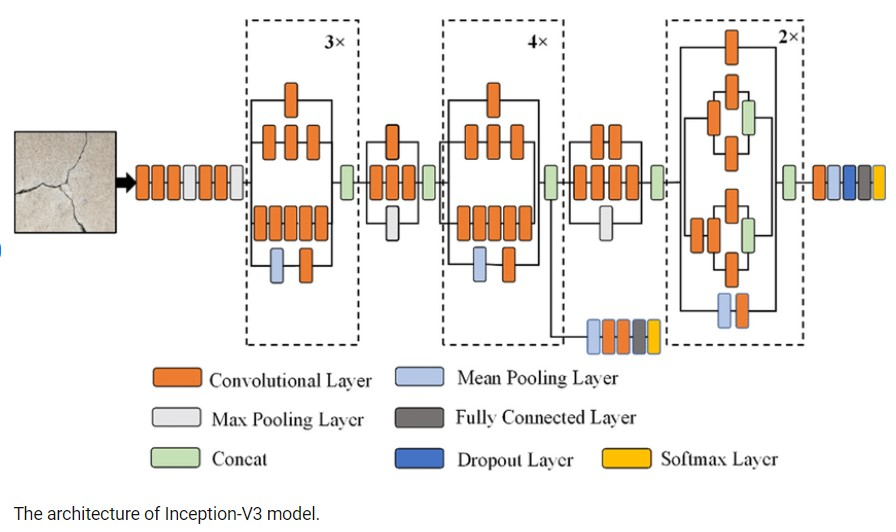 3×
4×
2×
Convolutional Layer
Mean Pooling Layer
Max Pooling Layer
Fully Connected Layer
Concat
Dropout Layer
Softmax Layer
The architecture of Inception-V3 model.